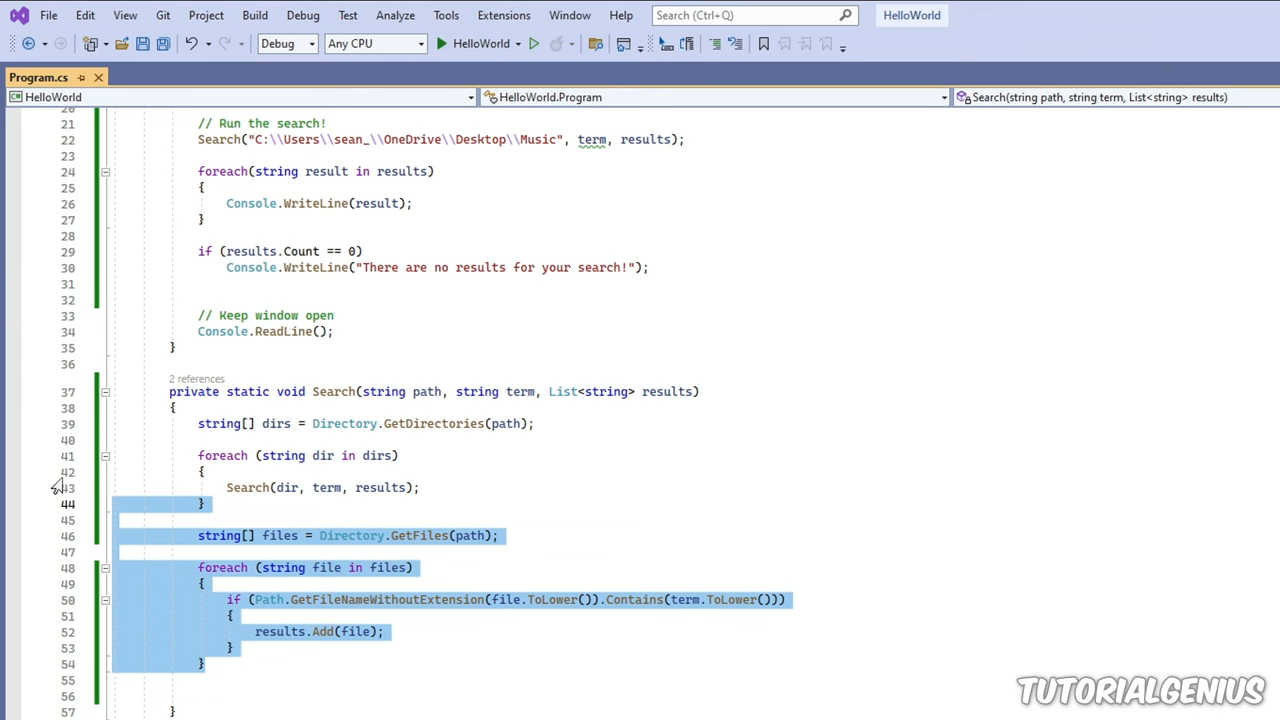 File Edit View Git Project Build Debug Test Analyze Tools Extensions Window Help Search (Ctrl+Q) HelloWorld
Debug Any CPU HelloWorld
Program.cs
HelloWorld HelloWorld.Program Search(string path, string term, List<string> results)
20
21 // Run the search!
22 Search("C:\\Users\\sean_\\OneDrive\\Desktop\\Music", term, results);
23
24 foreach(string result in results)
25 {
26 Console.WriteLine(result);
27 }
28
29 if (results.Count == 0)
30 Console.WriteLine("There are no results for your search!");
31
32
33 // Keep window open
34 Console.ReadLine();
35 }
36
2 references
37 private static void Search(string path, string term, List<string> results)
38 {
39 string[] dirs = Directory.GetDirectories(path);
40
41 foreach (string dir in dirs)
42 {
43 Search(dir, term, results);
44 }
45
46 string[] files = Directory.GetFiles(path);
47
48 foreach (string file in files)
49 {
50 if (Path.GetFileNameWithoutExtension(file.ToLower()).Contains(term.ToLower()))
51 {
52 results.Add(file);
53 }
54 }
55
56
57 }
TUTORIALGENIUS